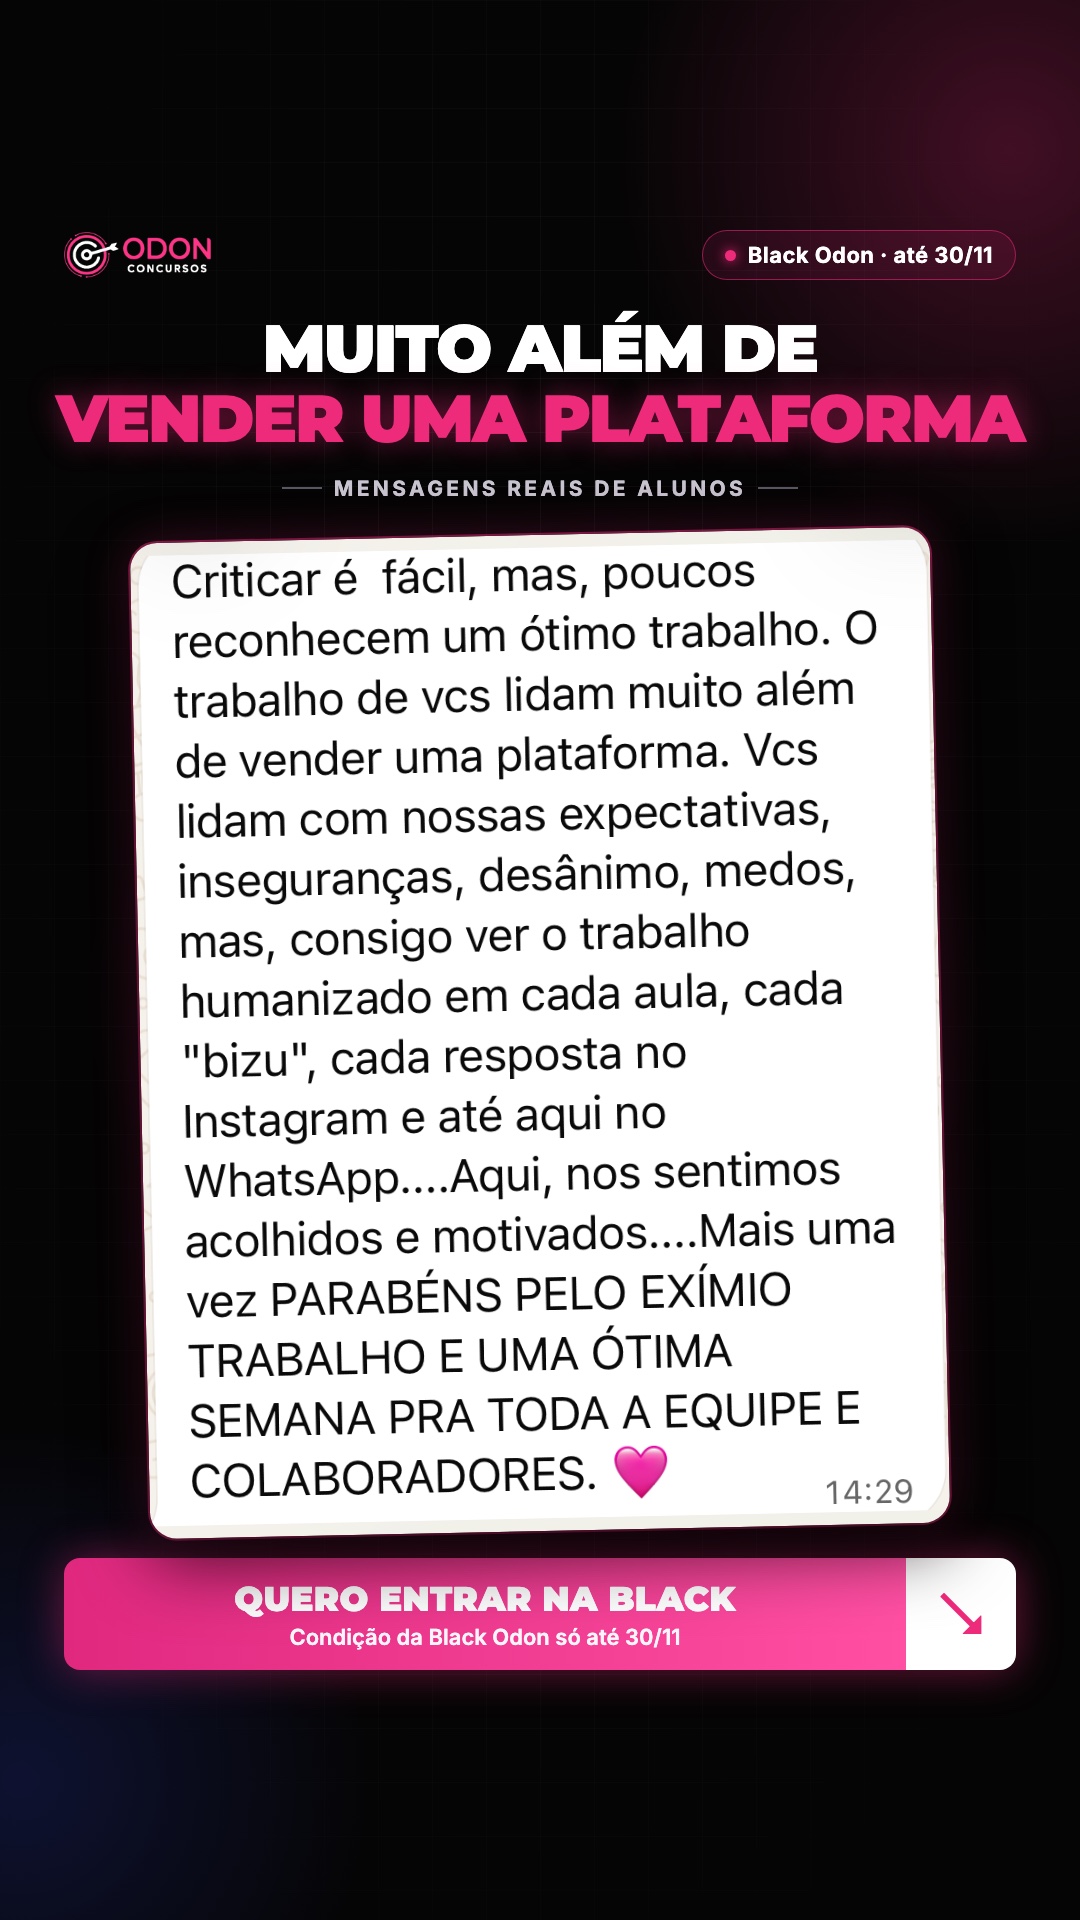 ODON
CONCURSOS
Black Odon · até 30/11
MUITO ALÉM DE
VENDER UMA PLATAFORMA
MENSAGENS REAIS DE ALUNOS
Criticar é  fácil, mas, poucos
reconhecem um ótimo trabalho. O
trabalho de vcs lidam muito além
de vender uma plataforma. Vcs
lidam com nossas expectativas,
inseguranças, desânimo, medos,
mas, consigo ver o trabalho
humanizado em cada aula, cada
"bizu", cada resposta no
Instagram e até aqui no
WhatsApp....Aqui, nos sentimos
acolhidos e motivados....Mais uma
vez PARABÉNS PELO EXÍMIO
TRABALHO E UMA ÓTIMA
SEMANA PRA TODA A EQUIPE E
COLABORADORES. 🩷
14:29
QUERO ENTRAR NA BLACK
Condição da Black Odon só até 30/11